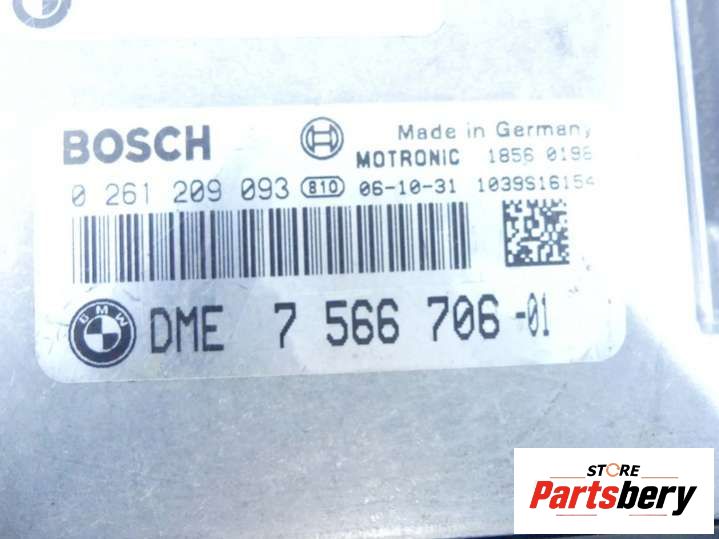 BOSCH
Made in Germany
MOTRONIC 1856 0196
0 261 209 093 810 06-10-31 1039S16154
BMW
DME 7 566 706-01
STORE
Partsbery